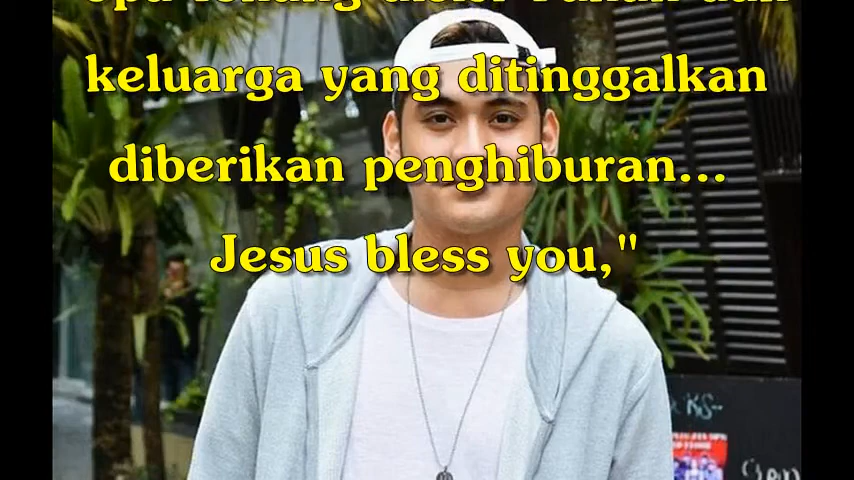 keluarga yang ditinggalkan
diberikan penghiburan...
Jesus bless you,"